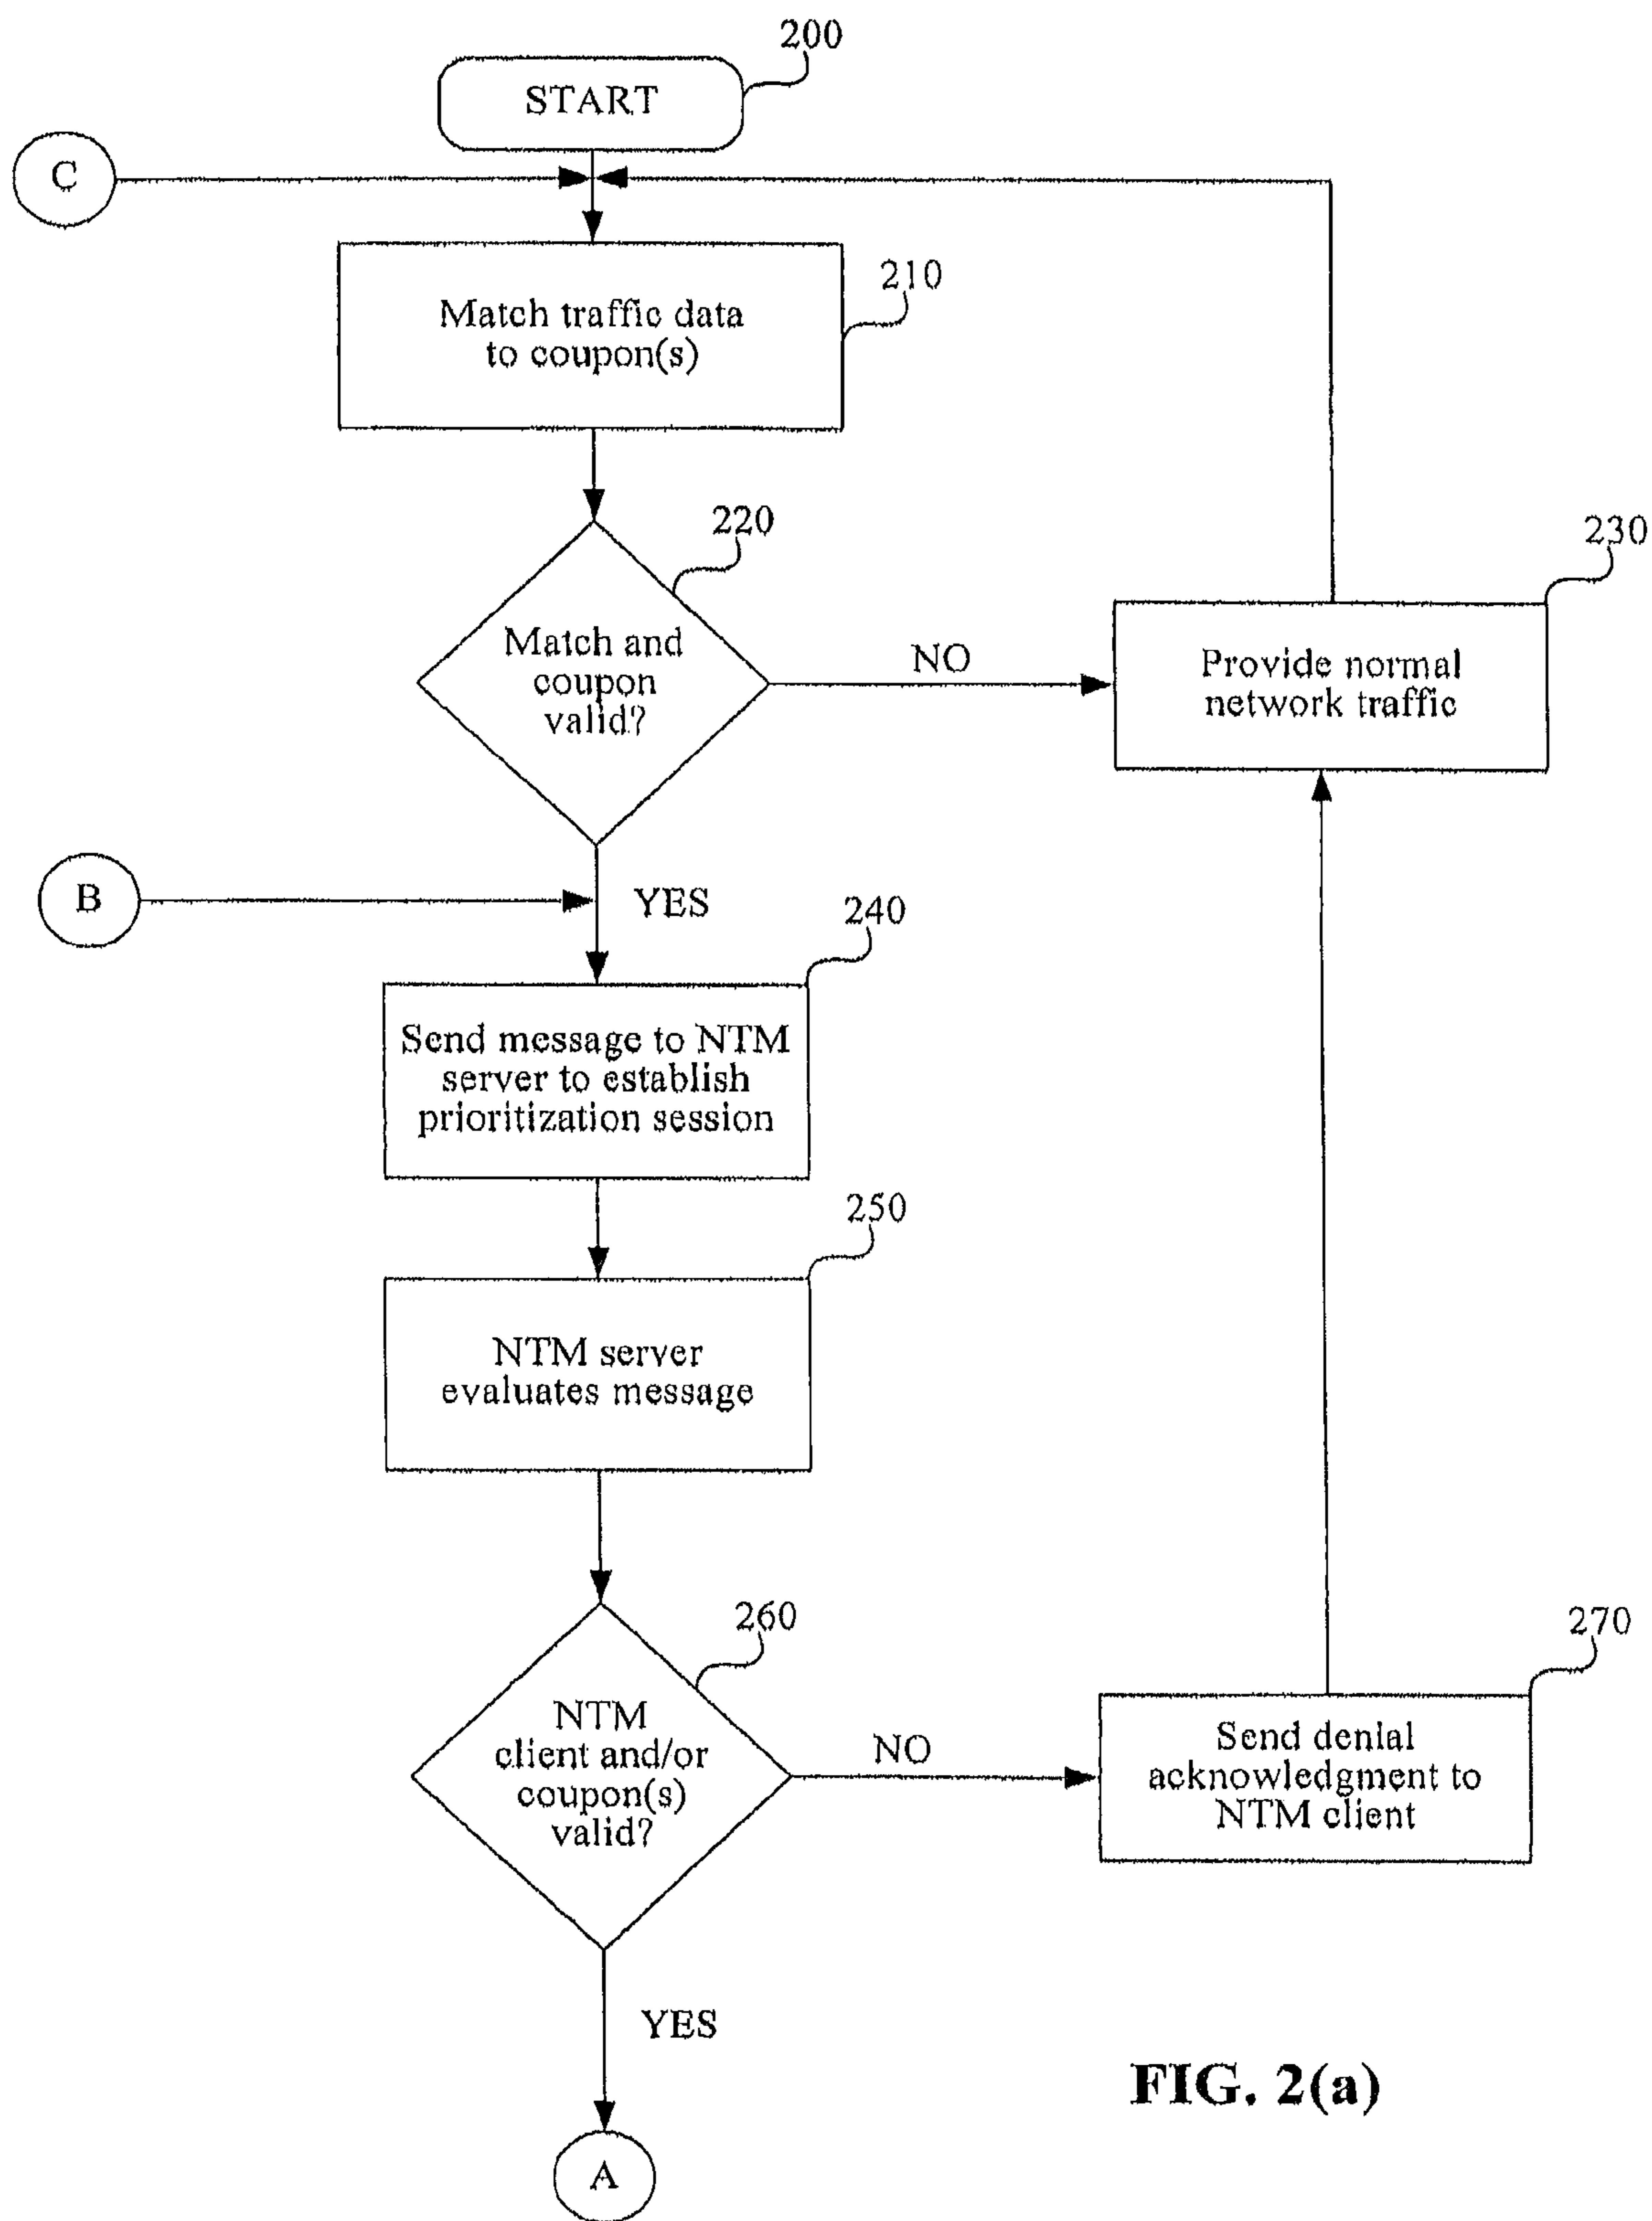 200
START
C
210
Match traffic data
to coupon(s)
220
Match and
coupon
valid?
NO
230
Provide normal
network traffic
B
YES
240
Send message to NTM
server to establish
prioritization session
250
NTM server
evaluates message
260
NTM
client and/or
coupon(s)
valid?
NO
270
Send denial
acknowledgment to
NTM client
YES
FIG. 2(a)
A